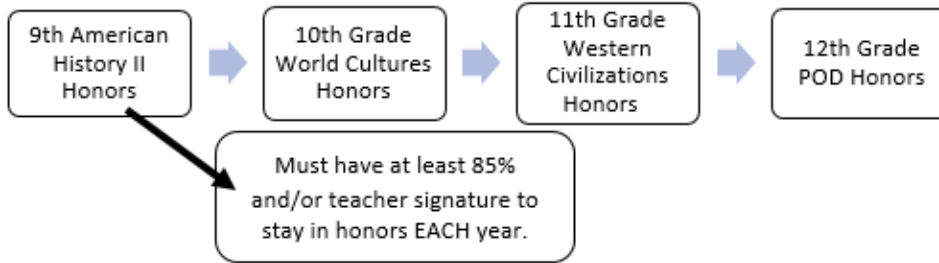 9th American
History II
Honors
10th Grade
World Cultures
Honors
11th Grade
Western
Civilizations
Honors
12th Grade
POD Honors
Must have at least 85%
and/or teacher signature to
stay in honors EACH year.